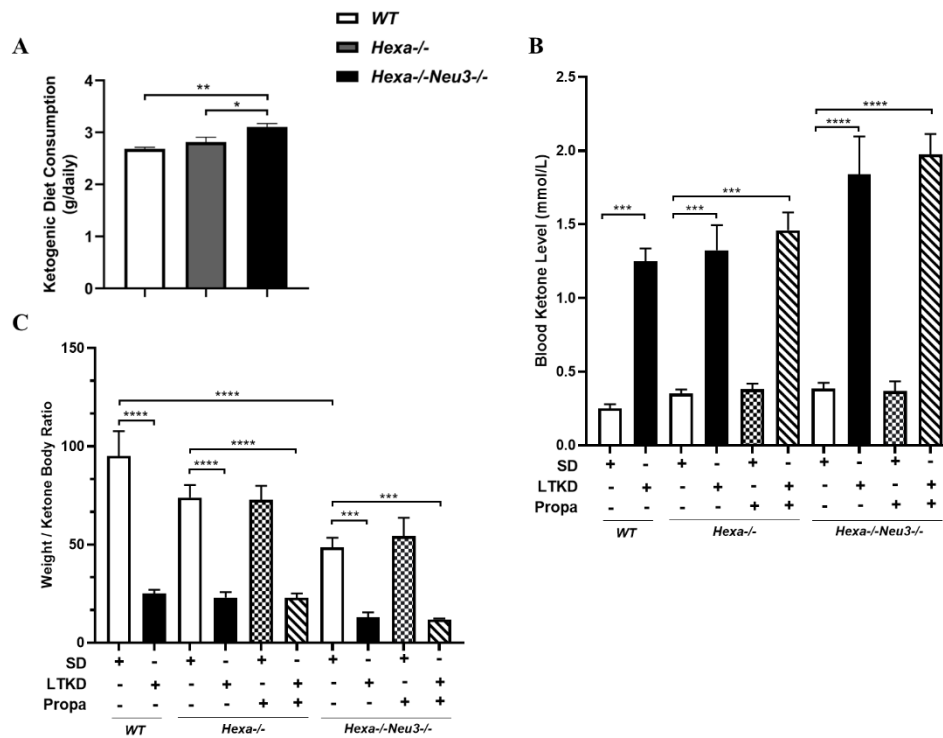 WT
Hexa-/-
Hexa-/-Neu3-/-
A
Ketogenic Diet Consumption
(g/daily)
4
3
2
1
0
**
*
B
Blood Ketone Level (mmol/L)
2.5
2.0
1.5
1.0
0.5
0.0
*** *** *** **** ****
SD + - + - + - + - + -
LTKD - + - + - + - + - +
Propa - - - - + + - - + +
WT Hexa-/- Hexa-/-Neu3-/-
C
Weight / Ketone Body Ratio
150
100
50
0
**** **** **** **** *** ***
SD + - + - + - + - + -
LTKD - + - + - + - + - +
Propa - - - - + + - - + +
WT Hexa-/- Hexa-/-Neu3-/-